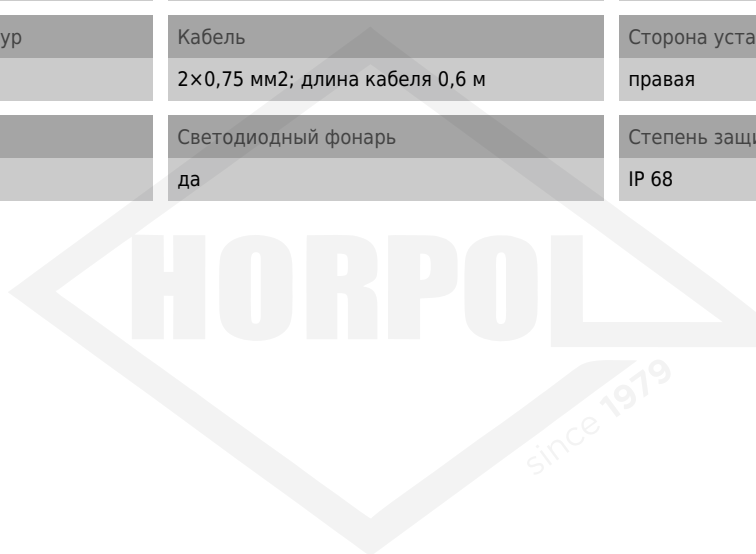 ур
Кабель
Сторона уста
2×0,75 мм2; длина кабеля 0,6 м
правая
Светодиодный фонарь
Степень защи
да
IP 68
HORPOL
since 1979